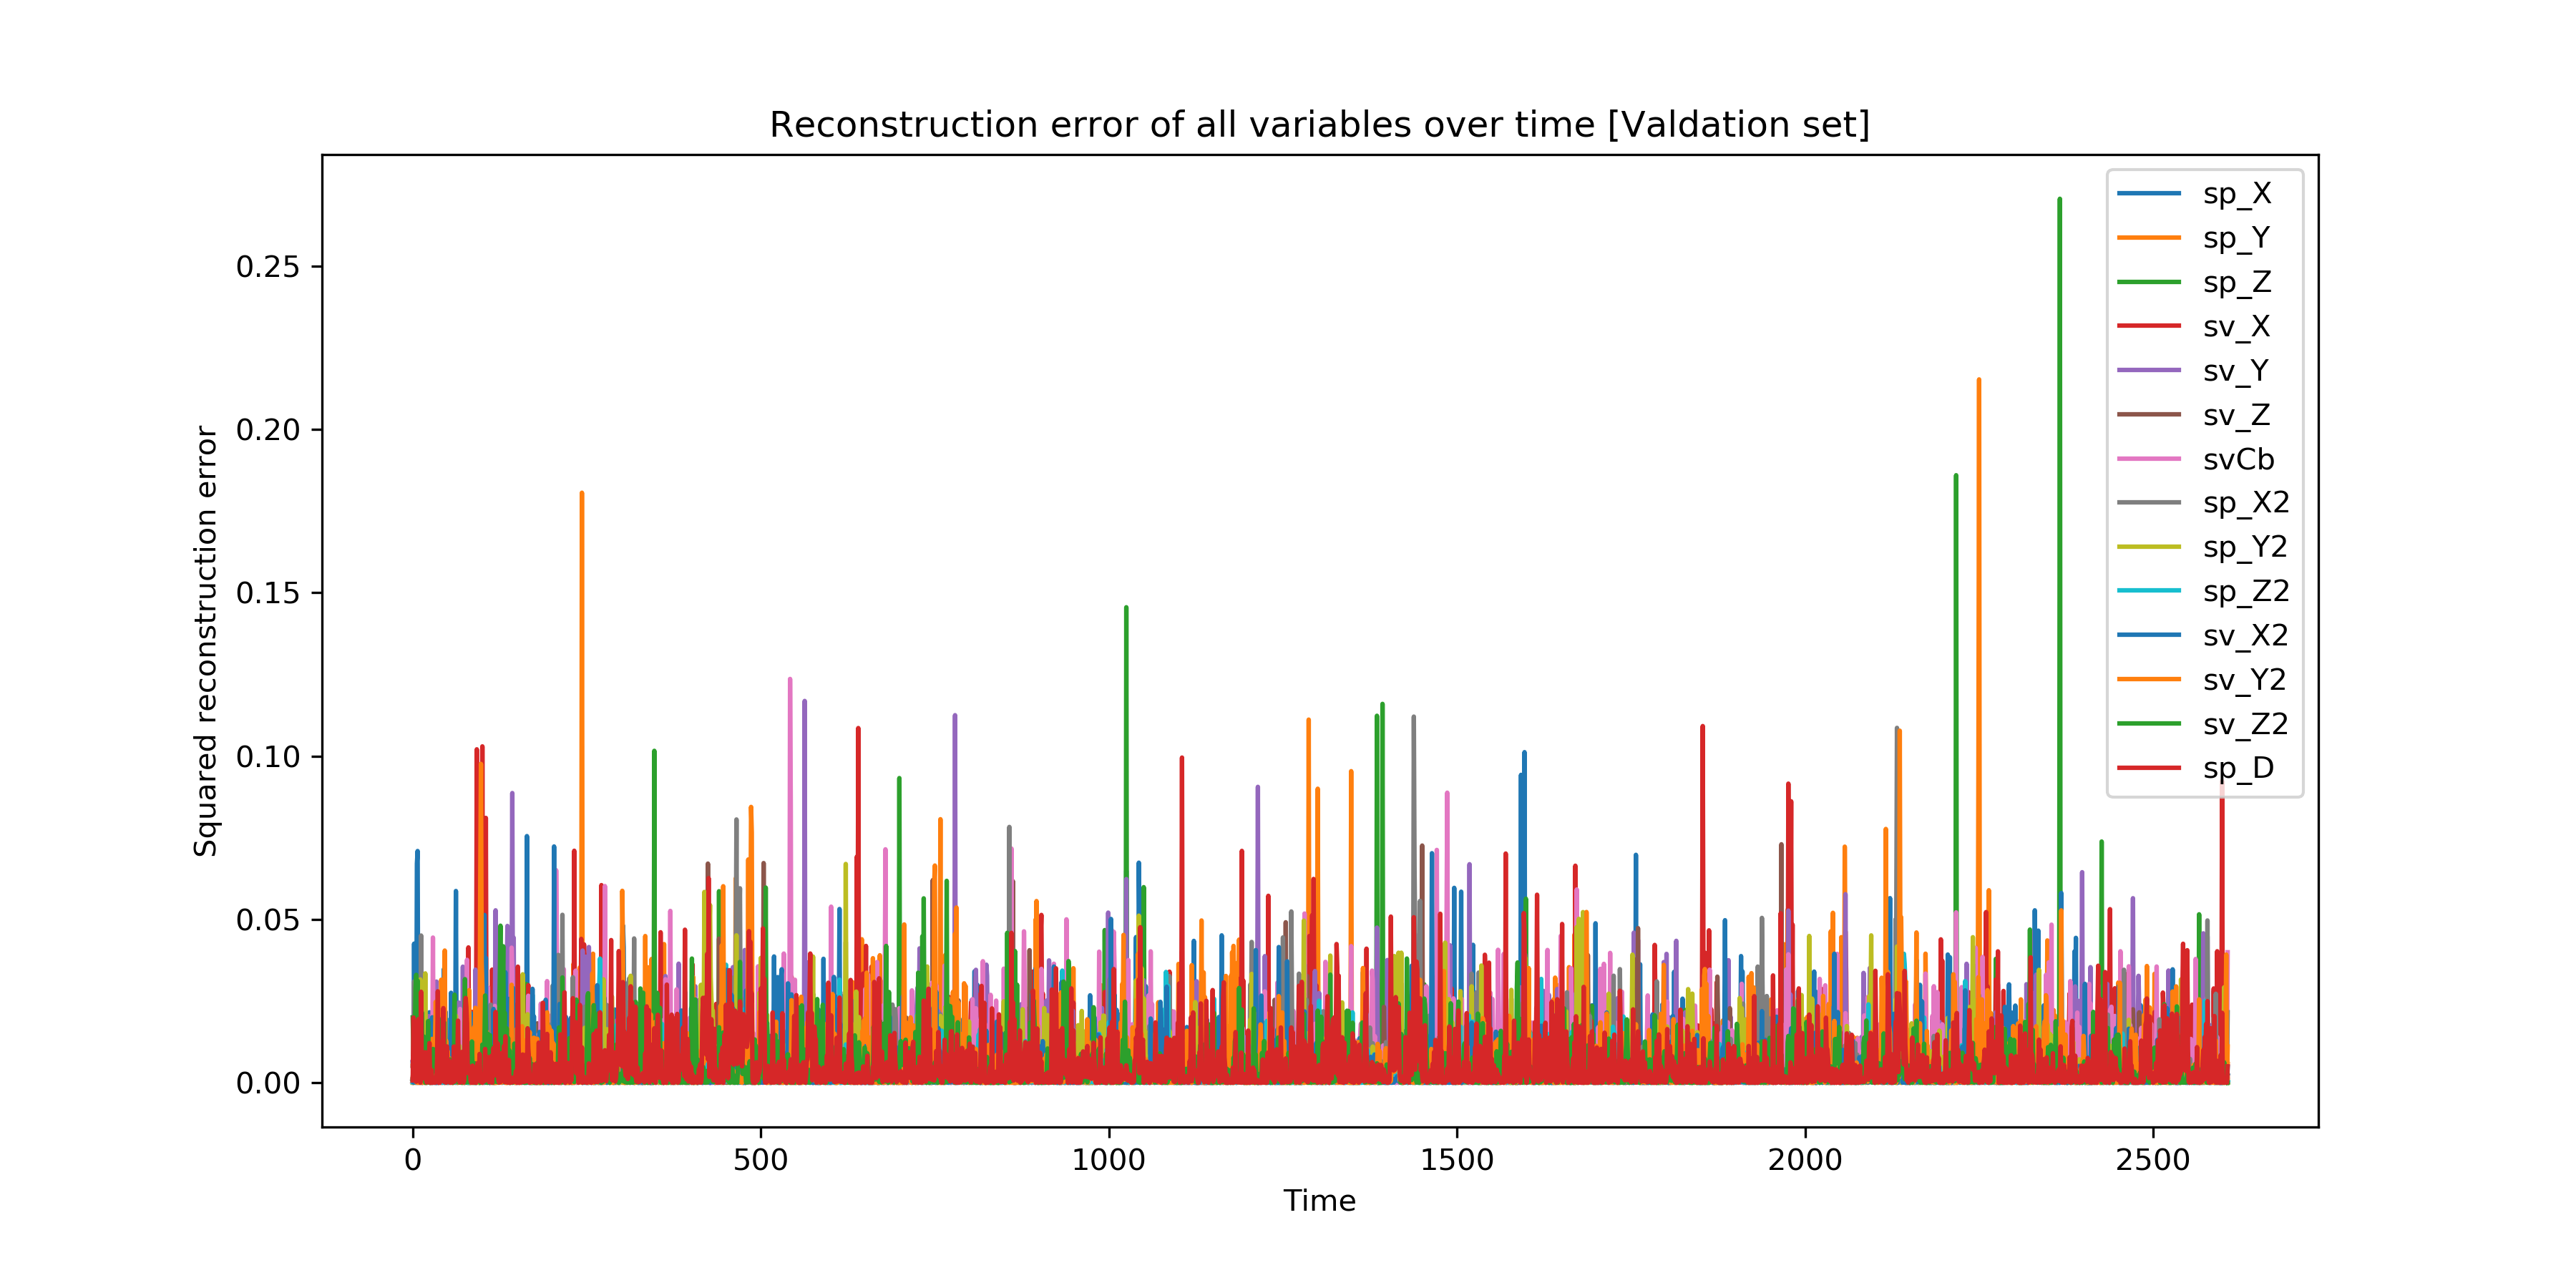 Reconstruction error of all variables over time [Valdation set]
Squared reconstruction error
0.25
0.20
0.15
0.10
0.05
0.00
sp_X
sp_Y
sp_Z
sv_X
sv_Y
sv_Z
svCb
sp_X2
sp_Y2
sp_Z2
sv_X2
sv_Y2
sv_Z2
sp_D
0 500 1000 1500 2000 2500
Time